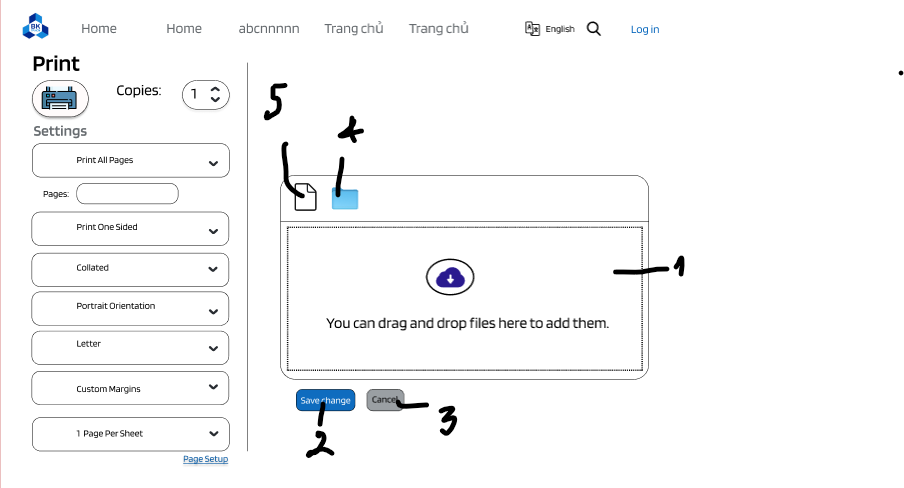 BK
Home
Home
abcnnnnn
Trang chủ
Trang chủ
English
Log in
Print
Copies:
1
Settings
Print All Pages
Pages:
Print One Sided
Collated
Portrait Orientation
Letter
Custom Margins
1 Page Per Sheet
Page Setup
5
4
You can drag and drop files here to add them.
1
Save change
Cancel
2
3